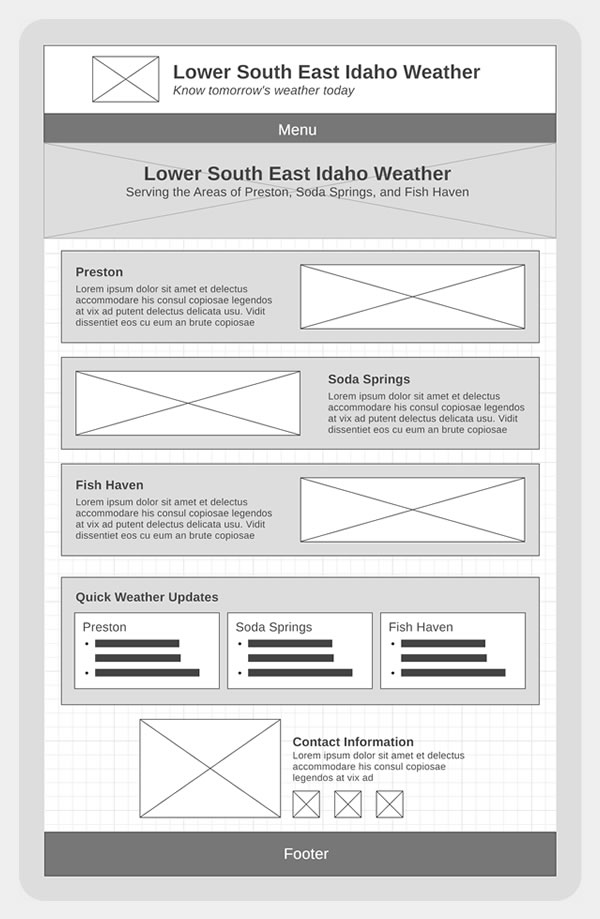 Lower South East Idaho Weather
Know tomorrow's weather today
Menu
Lower South East Idaho Weather
Serving the Areas of Preston, Soda Springs, and Fish Haven
Preston
Lorem ipsum dolor sit amet et delectus
accommodare his consul copiosae legendos
at vix ad putent delectus delicata usu. Vidit
dissentiet eos cu eum an brute copiosae
Soda Springs
Lorem ipsum dolor sit amet et delectus
accommodare his consul copiosae legendos
at vix ad putent delectus delicata usu. Vidit
dissentiet eos cu eum an brute copiosae
Fish Haven
Lorem ipsum dolor sit amet et delectus
accommodare his consul copiosae legendos
at vix ad putent delectus delicata usu. Vidit
dissentiet eos cu eum an brute copiosae
Quick Weather Updates
Preston
Soda Springs
Fish Haven
Contact Information
Lorem ipsum dolor sit amet et delectus
accommodare his consul copiosae
legendos at vix ad
Footer